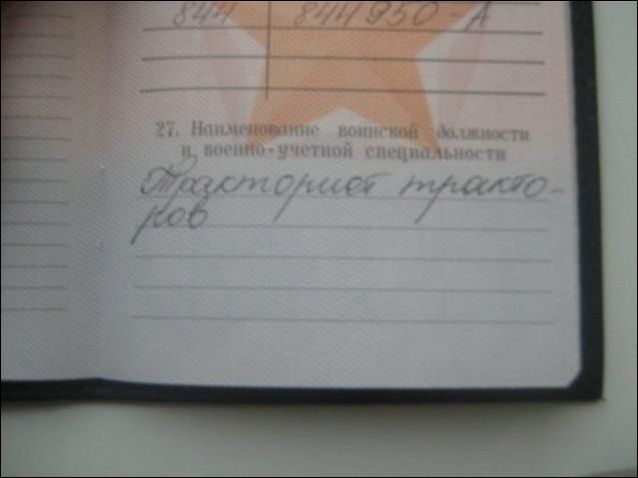 844 844950-А
27. Наименование воинской должности
и военно-учетной специальности
Тракторист тракто-
ров